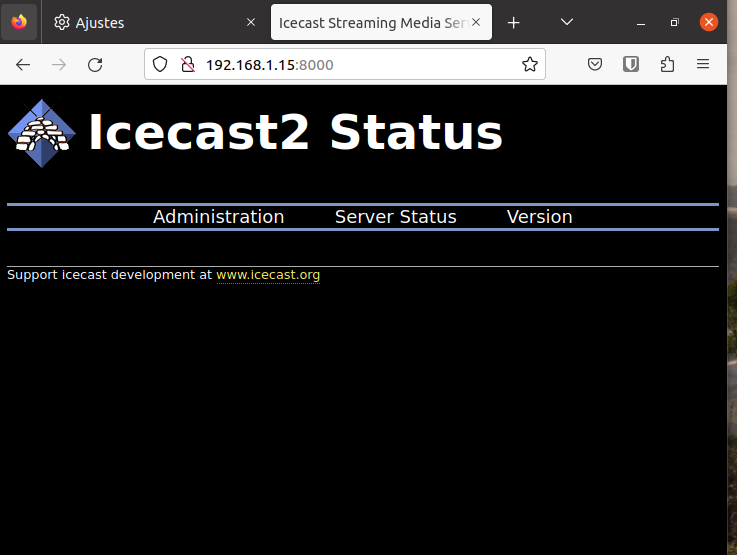 Ajustes
Icecast Streaming Media Ser
192.168.1.15:8000
Icecast2 Status
Administration Server Status Version
Support icecast development at www.icecast.org